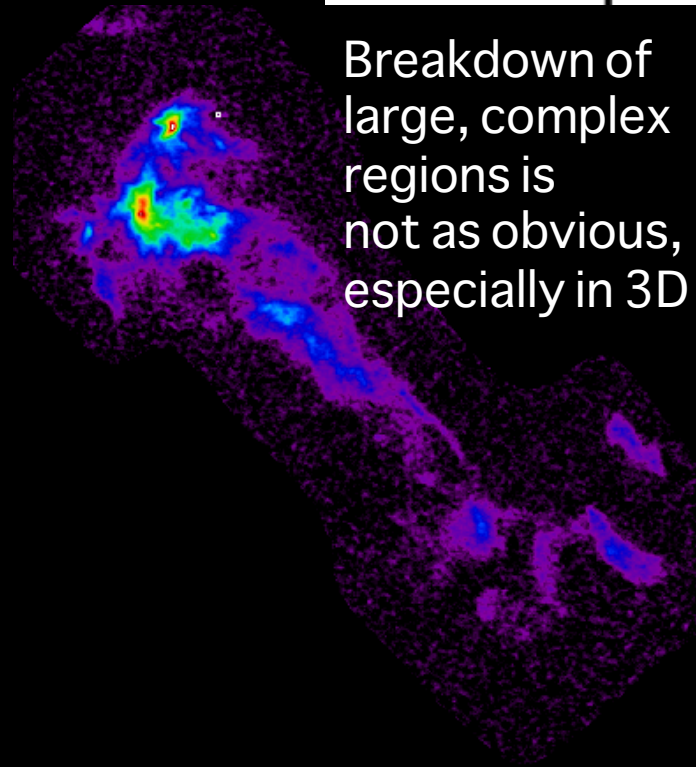 Breakdown of
large, complex
regions is
not as obvious,
especially in 3D